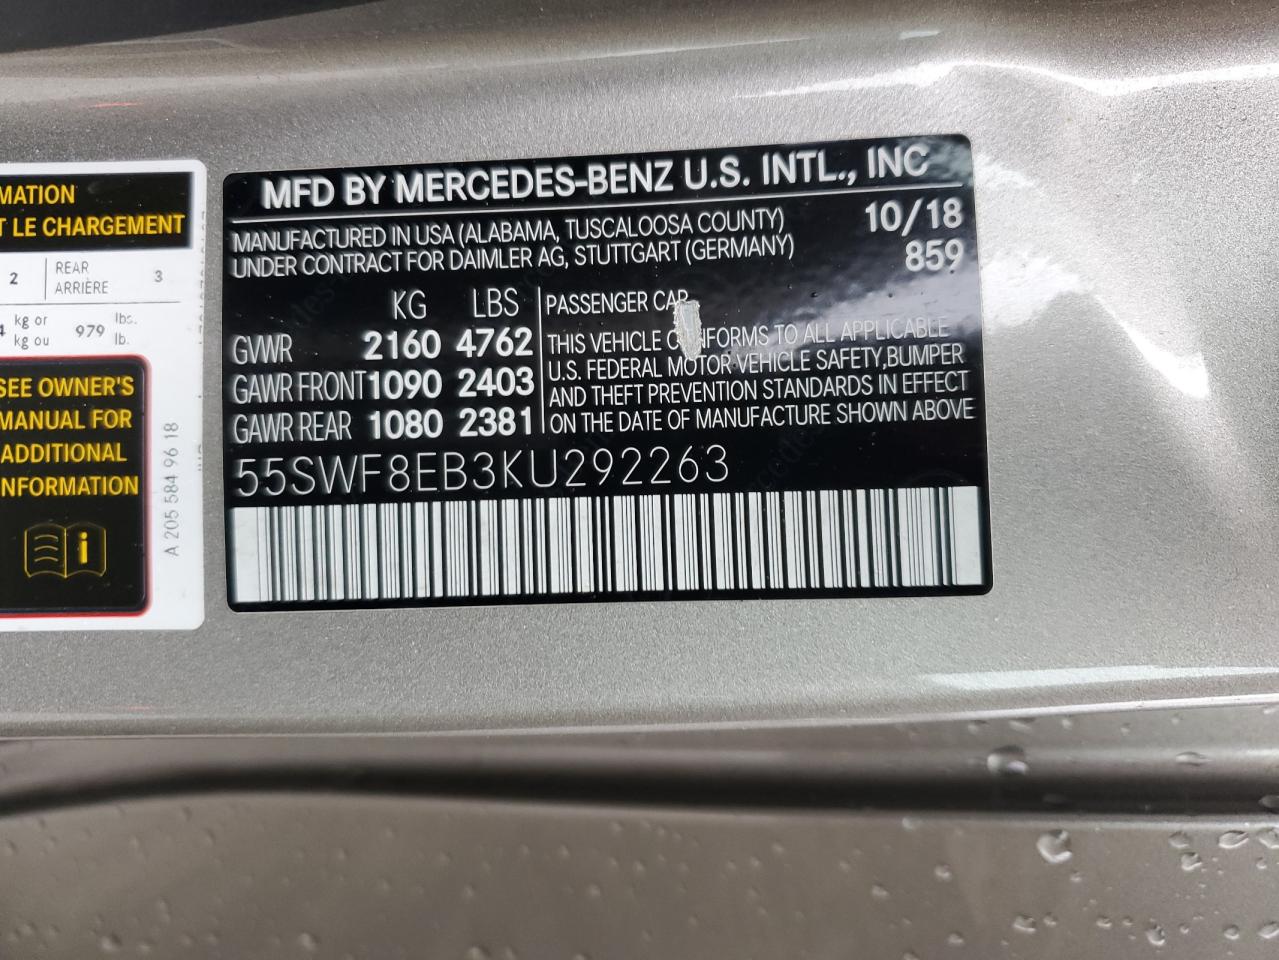 MATION
T LE CHARGEMENT
2 REAR ARRIÈRE 3
4 kg or kg ou 979 lbs. lb.
SEE OWNER'S
MANUAL FOR
ADDITIONAL
NFORMATION
A 205 584 96 18
MFD BY MERCEDES-BENZ U.S. INTL., INC
MANUFACTURED IN USA (ALABAMA, TUSCALOOSA COUNTY) 10/18
UNDER CONTRACT FOR DAIMLER AG, STUTTGART (GERMANY) 859
KG LBS
GWR 2160 4762
GAWR FRONT 1090 2403
GAWR REAR 1080 2381
PASSENGER CAR
THIS VEHICLE C NFORMS TO ALL APPLICABLE
U.S. FEDERAL MOTOR VEHICLE SAFETY, BUMPER
AND THEFT PREVENTION STANDARDS IN EFFECT
ON THE DATE OF MANUFACTURE SHOWN ABOVE
55SWF8EB3KU292263